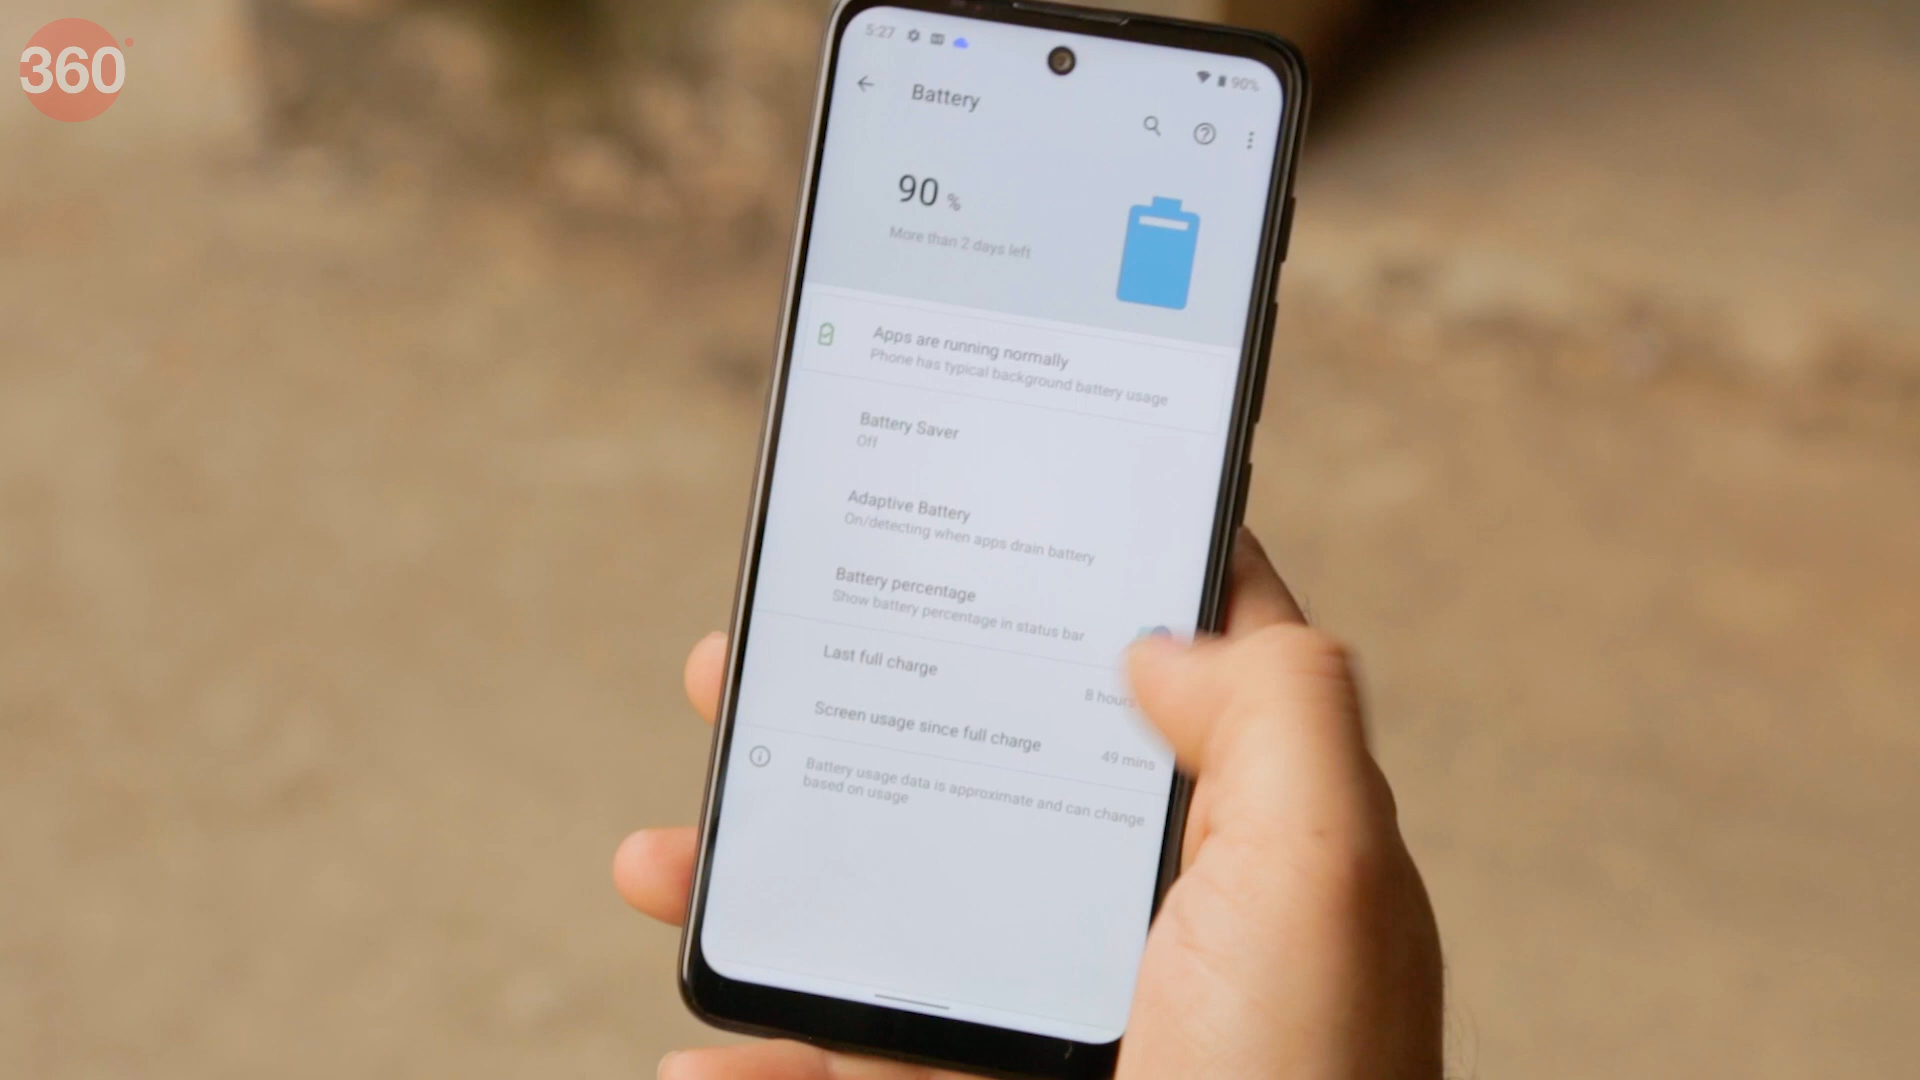 360
5:27
90%
Battery
90 %
More than 2 days left
Apps are running normally
Phone has typical background battery usage
Battery Saver
Off
Adaptive Battery
On/detecting when apps drain battery
Battery percentage
Show battery percentage in status bar
Last full charge
8 hours
Screen usage since full charge
49 mins
Battery usage data is approximate and can change
based on usage